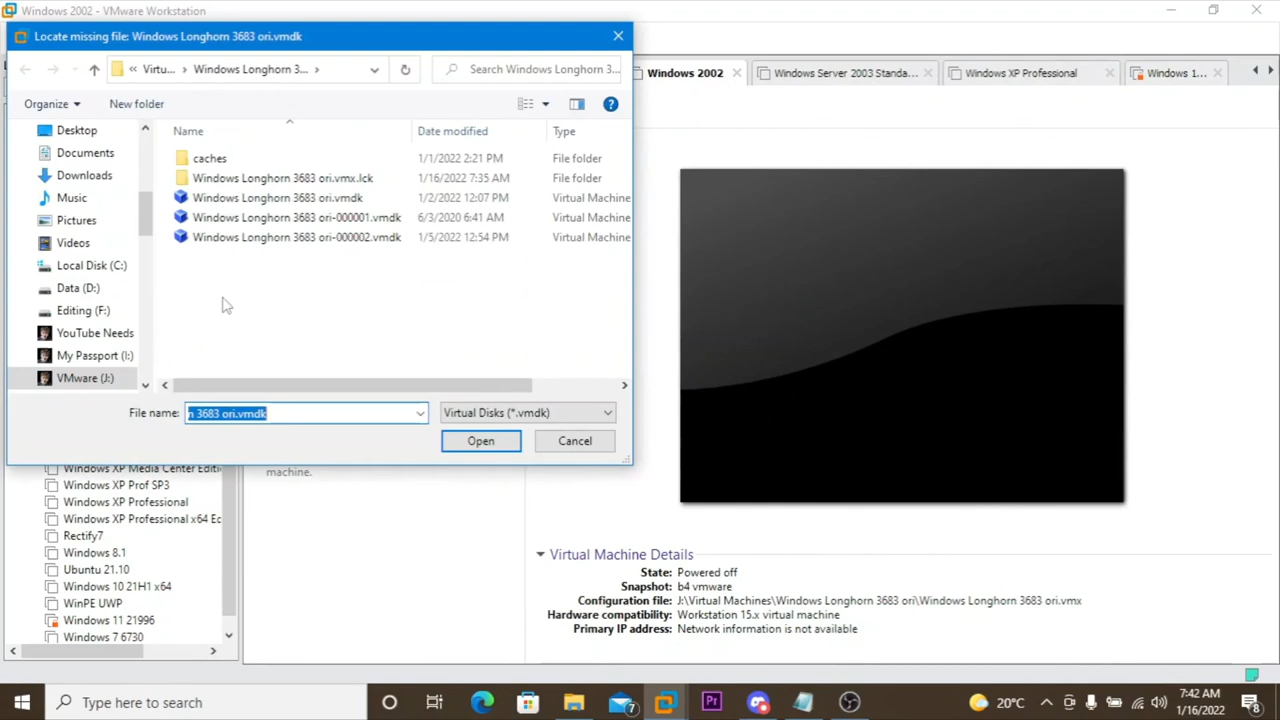 Windows 2002 - VMware Workstation
Locate missing file: Windows Longhorn 3683 ori.vmdk
« Virtu... > Windows Longhorn 3... >
Search Windows Longhorn 3...
Organize
New folder
Windows 2002
Windows Server 2003 Standa...
Windows XP Professional
Windows 1...
Name
Date modified
Type
Desktop
Documents
Downloads
Music
Pictures
Videos
Local Disk (C:)
Data (D:)
Editing (F:)
YouTube Needs
My Passport (I:)
VMware (J:)
caches 1/1/2022 2:21 PM File folder
Windows Longhorn 3683 ori.vmx.lck 1/16/2022 7:35 AM File folder
Windows Longhorn 3683 ori.vmdk 1/2/2022 12:07 PM Virtual Machine
Windows Longhorn 3683 ori-000001.vmdk 6/3/2020 6:41 AM Virtual Machine
Windows Longhorn 3683 ori-000002.vmdk 1/5/2022 12:54 PM Virtual Machine
File name: n 3683 ori.vmdk
Virtual Disks (*.vmdk)
Open
Cancel
machine.
Windows XP Media Center Editi
Windows XP Prof SP3
Windows XP Professional
Windows XP Professional x64 Ec
Rectify7
Windows 8.1
Ubuntu 21.10
Windows 10 21H1 x64
WinPE UWP
Windows 11 21996
Windows 7 6730
Virtual Machine Details
State: Powered off
Snapshot: b4 vmware
Configuration file: J:\Virtual Machines\Windows Longhorn 3683 ori\Windows Longhorn 3683 ori.vmx
Hardware compatibility: Workstation 15.x virtual machine
Primary IP address: Network information is not available
Type here to search
7
Pr
20°C
7:42 AM
1/16/2022
8